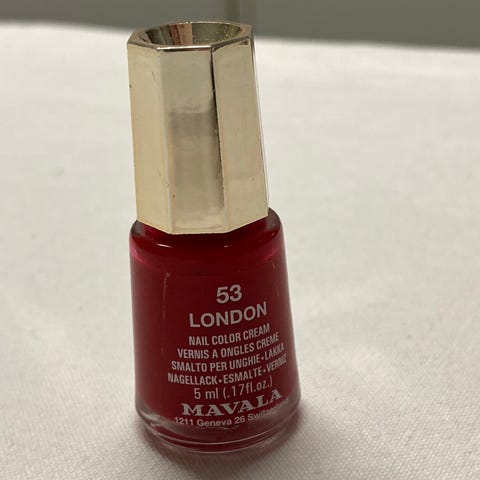 53
LONDON
NAIL COLOR CREAM
VERNIS A ONGLES CREME
SMALTO PER UNGHIE•LAKKA
NAGELLACK•ESMALTE•VERNIZ
5 ml (.17fl.oz.)
MAVALA
1211 Geneva 26 Switzerland